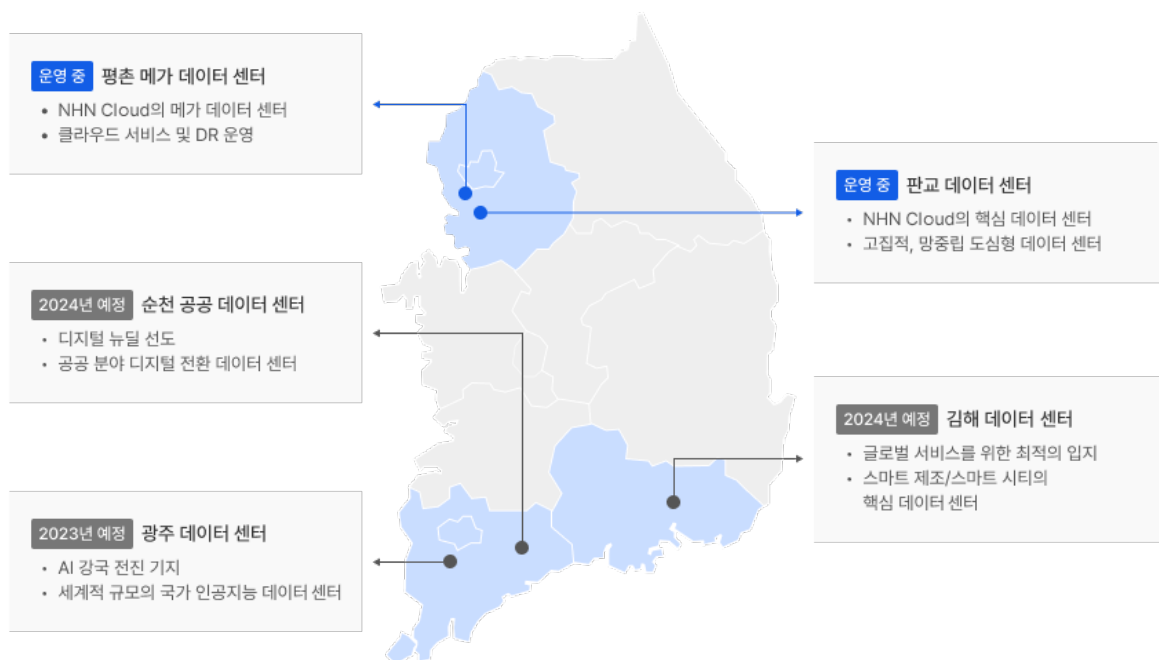 운영 중 평촌 메가 데이터 센터
• NHN Cloud의 메가 데이터 센터
• 클라우드 서비스 및 DR 운영
운영 중 판교 데이터 센터
• NHN Cloud의 핵심 데이터 센터
• 고집적, 망중립 도심형 데이터 센터
2024년 예정 순천 공공 데이터 센터
• 디지털 뉴딜 선도
• 공공 분야 디지털 전환 데이터 센터
2024년 예정 김해 데이터 센터
• 글로벌 서비스를 위한 최적의 입지
• 스마트 제조/스마트 시티의
핵심 데이터 센터
2023년 예정 광주 데이터 센터
• AI 강국 전진 기지
• 세계적 규모의 국가 인공지능 데이터 센터